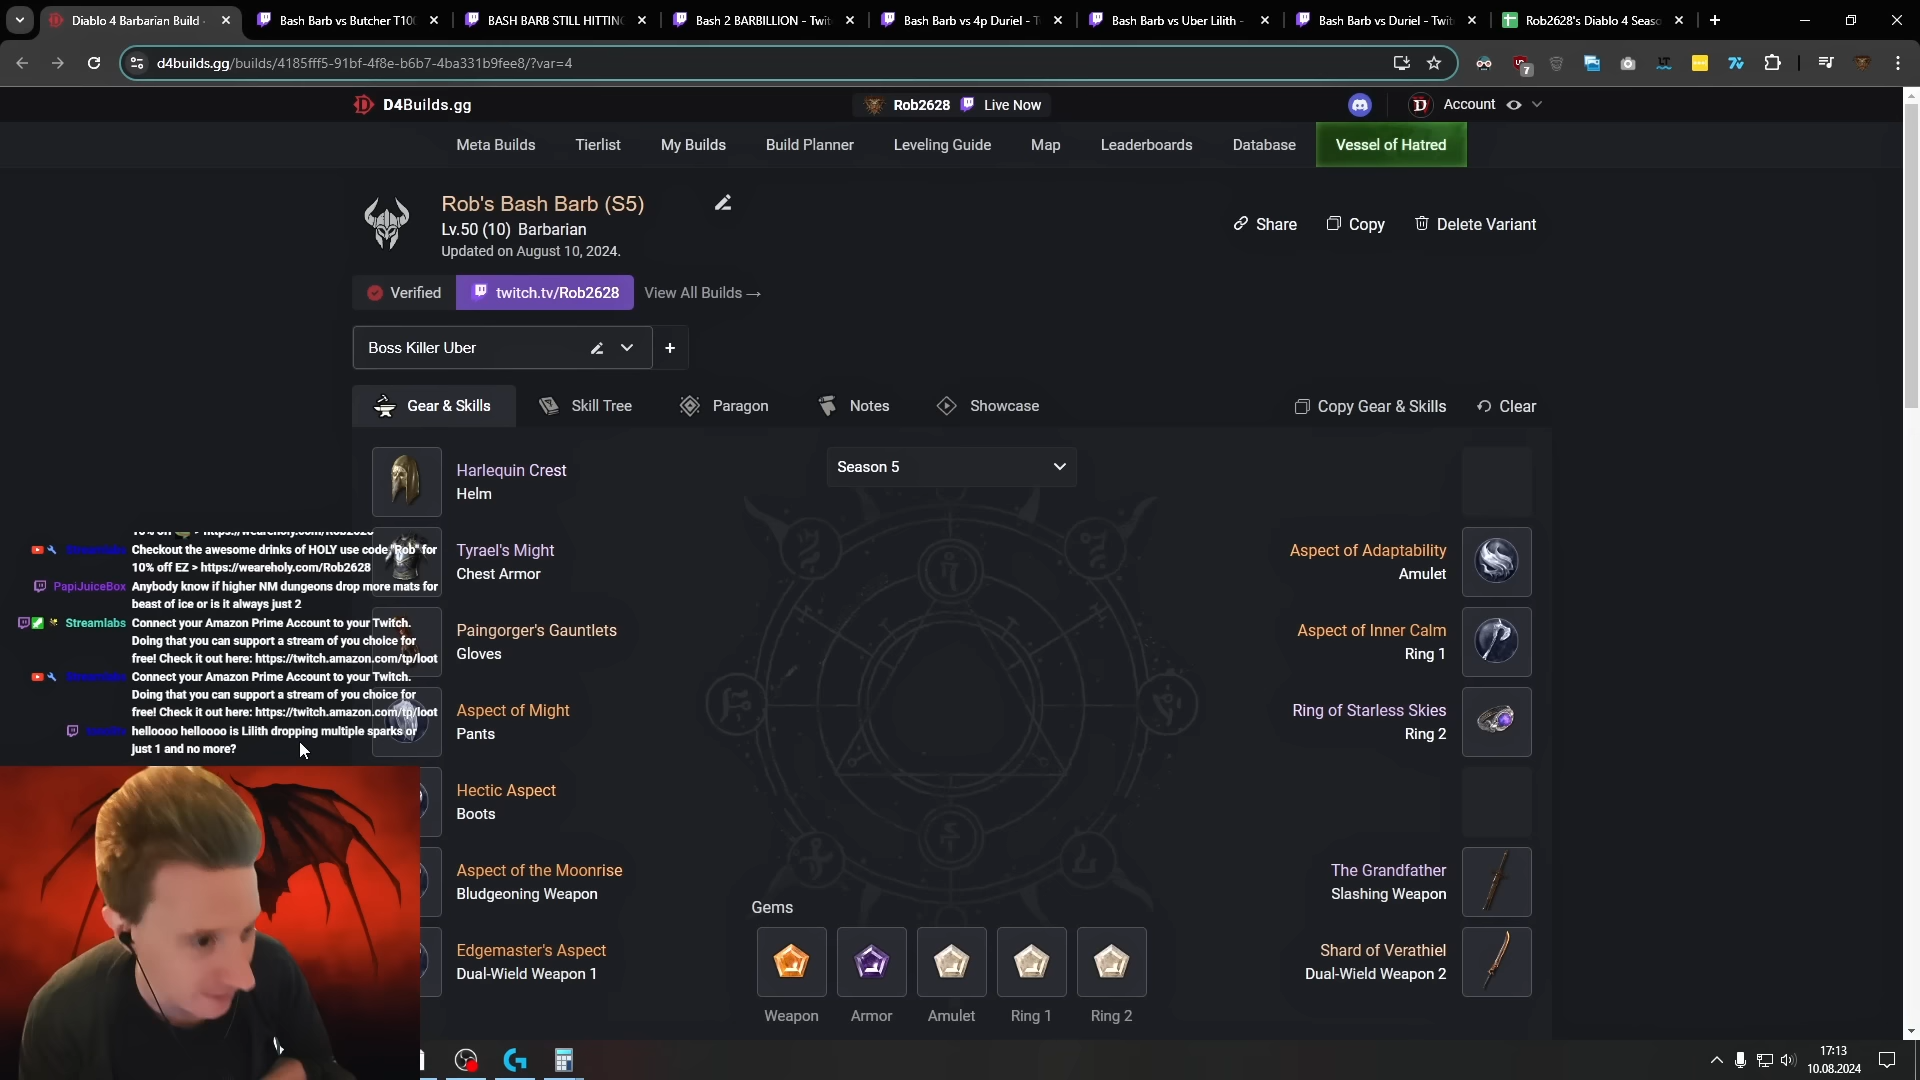 Diablo 4 Barbarian Build -
Bash Barb vs Butcher T10
BASH BARB STILL HIT0IN
Bash 2 BARBILLION - Twit
Bash Barb vs 4p Duriel - T
Bash Barb vs Uber Lilith -
Bash Barb vs Duriel - Twit
Rob2628's Diablo 4 Seaso
d4builds.gg/builds/4185fff5-91bf-4f8e-b6b7-4ba331b9fee8/?var=4
7
D4Builds.gg
Rob2628 Live Now
Account
Meta Builds
Tierlist
My Builds
Build Planner
Leveling Guide
Map
Leaderboards
Database
Vessel of Hatred
Rob's Bash Barb (S5)
Lv.50 (10) Barbarian
Updated on August 10, 2024.
Share
Copy
Delete Variant
Verified
twitch.tv/Rob2628
View All Builds →
Boss Killer Uber
+
Gear & Skills
Skill Tree
Paragon
Notes
Showcase
Copy Gear & Skills
Clear
Harlequin Crest
Helm
Season 5
Tyrael's Might
Chest Armor
Aspect of Adaptability
Amulet
Paingorger's Gauntlets
Gloves
Aspect of Inner Calm
Ring 1
Aspect of Might
Pants
Ring of Starless Skies
Ring 2
Hectic Aspect
Boots
Aspect of the Moonrise
Bludgeoning Weapon
The Grandfather
Slashing Weapon
Edgemaster's Aspect
Dual-Wield Weapon 1
Shard of Verathiel
Dual-Wield Weapon 2
Gems
Weapon
Armor
Amulet
Ring 1
Ring 2
10% off EZ > https://weareholy.com/Rob2628
Streamlabs Checkout the awesome drinks of HOLY use code "Rob" for
10% off EZ > https://weareholy.com/Rob2628
PapiJuiceBox Anybody know if higher NM dungeons drop more mats for
beast of ice or is it always just 2
Streamlabs Connect your Amazon Prime Account to your Twitch.
Doing that you can support a stream of you choice for
free! Check it out here: https://twitch.amazon.com/tp/loot
Streamlabs Connect your Amazon Prime Account to your Twitch.
Doing that you can support a stream of you choice for
free! Check it out here: https://twitch.amazon.com/tp/loot
helloooo helloooo is Lilith dropping multiple sparks or
just 1 and no more?
17:13
10.08.2024